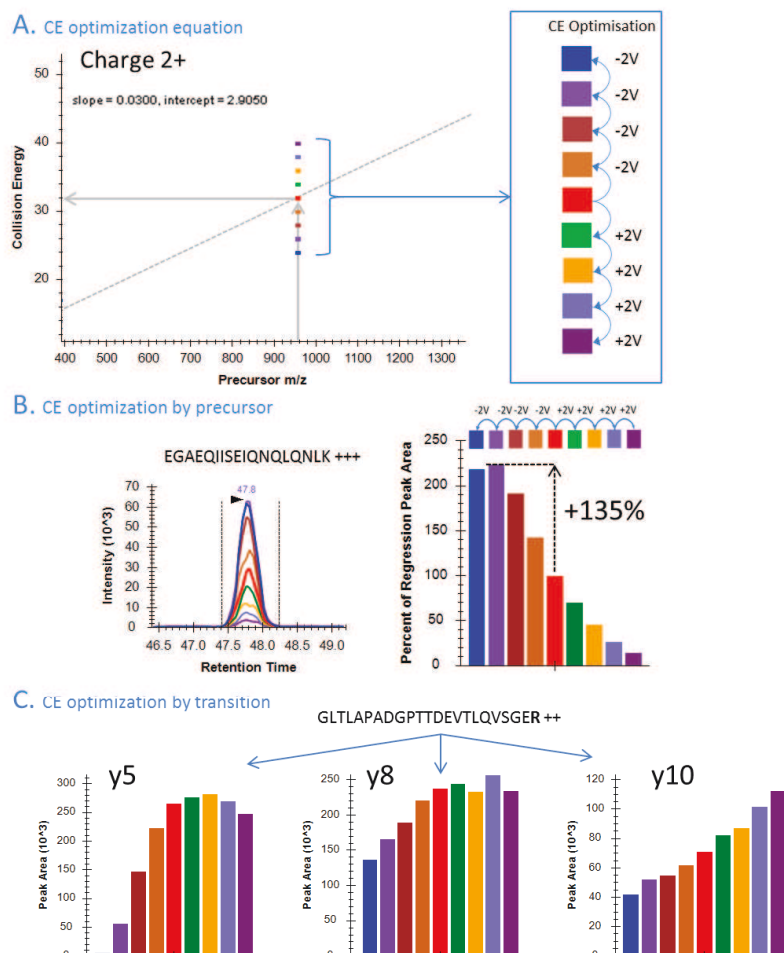 A. CE optimization equation
Charge 2+
slope = 0.0300, intercept = 2.9050
50
40
30
20
Collision Energy
400 500 600 700 800 900 1000 1100 1200 1300
Precursor m/z
CE Optimisation
-2V
-2V
-2V
-2V
+2V
+2V
+2V
+2V
B. CE optimization by precursor
EGAEQIISEIQNQLQNLK +++
47.8
70
60
50
40
30
20
10
0
Intensity (10^3)
46.5 47.0 47.5 48.0 48.5 49.0
Retention Time
-2V -2V -2V -2V +2V +2V +2V +2V
250
200
150
100
50
0
Percent of Regression Peak Area
+135%
C. CE optimization by transition
GLTLAPADGPTTDEVTLQVSGER ++
y5
300
250
200
150
100
50
Peak Area (10^3)
y8
250
200
150
100
50
Peak Area (10^3)
y10
120
100
80
60
40
20
Peak Area (10^3)